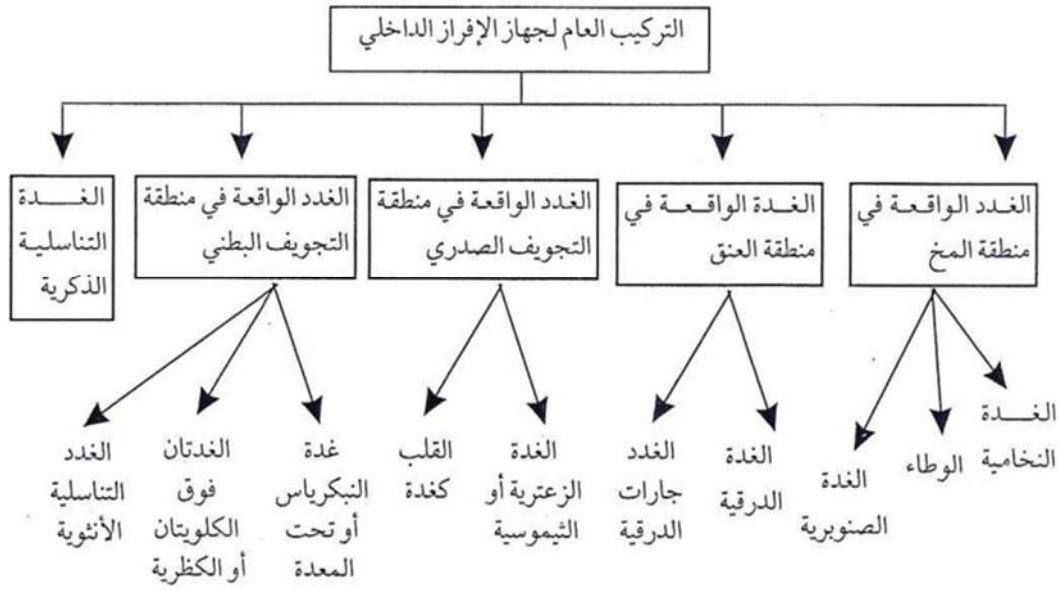 التركيب العام لجهاز الإفراز الداخلي
الغدد الواقعة في
منطقة المخ
الغدة الواقعة في
منطقة العنق
الغدد الواقعة في منطقة
التجويف الصدري
الغدد الواقعة في منطقة
التجويف البطني
الغدة
التناسلية
الذكرية
الغدة
النخامية
الوطاء
الغدة
الصنوبرية
الغدة
الدرقية
الغدد
جارات
الدرقية
الغدة
الزعترية أو
الثيموسية
القلب
كغدة
غدة
النبكرياس
أو تحت
المعدة
الغدتان
فوق
الكلويتان
أو الكظرية
الغدد
التناسلية
الأنثوية